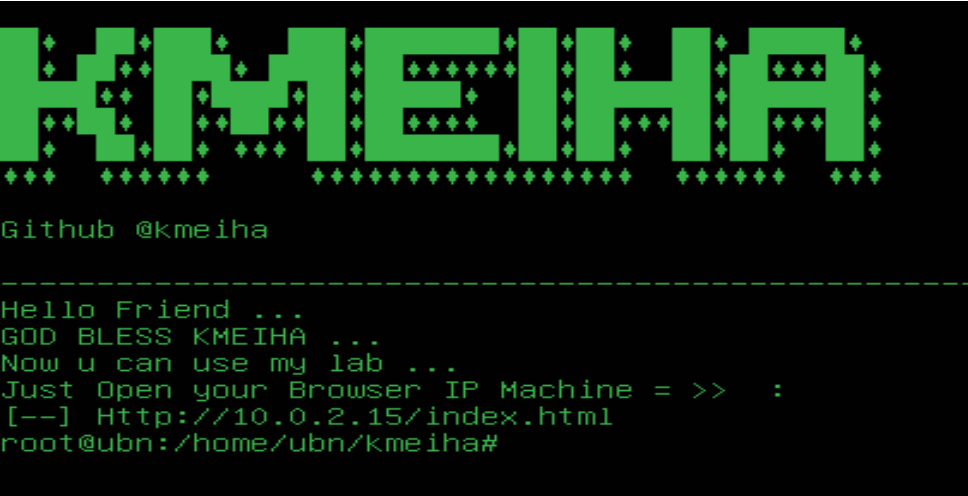 KMEIHA
Github @kmeiha
--------------------------------------------------
Hello Friend ...
GOD BLESS KMEIHA ...
Now u can use my lab ...
Just Open your Browser IP Machine = >>  :
[--] Http://10.0.2.15/index.html
root@ubn:/home/ubn/kmeiha#